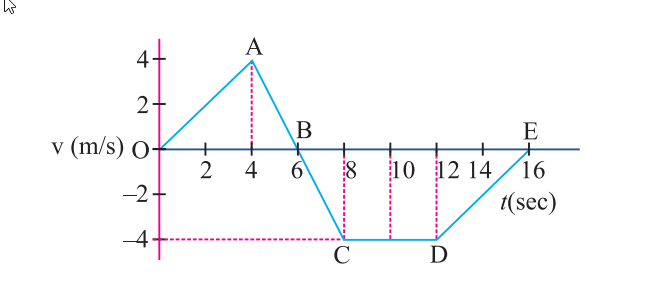 A
4
2
B
E
v (m/s) O
2 4 6 8 10 12 14 16
–2
t(sec)
–4
C D